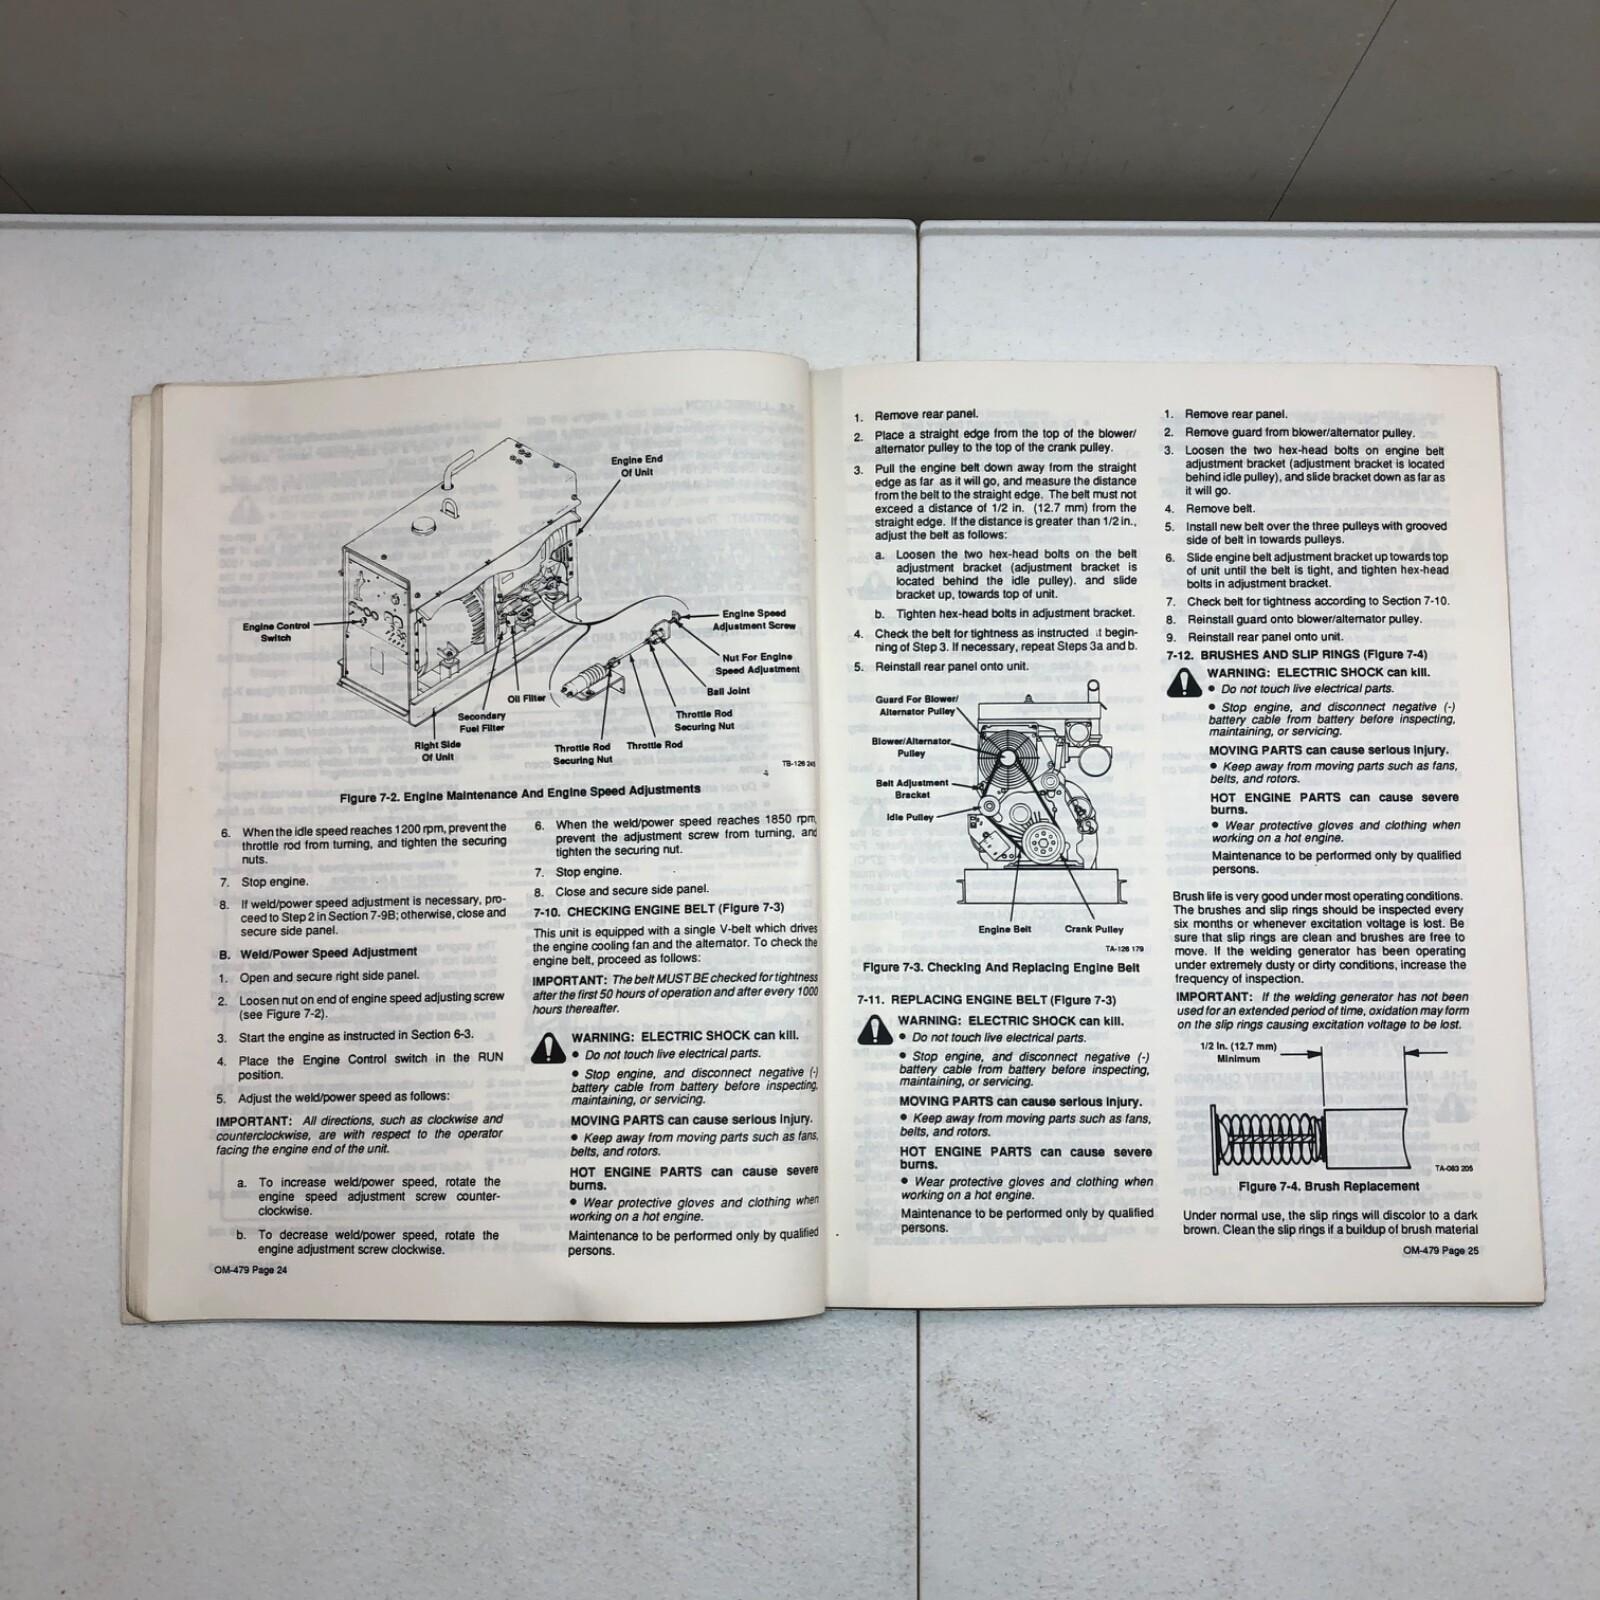 Engine End
Of Unit
Engine Control
Switch
Engine Speed
Adjustment Screw
Nut For Engine
Speed Adjustment
Ball Joint
Oil Filter
Secondary
Fuel Filter
Throttle Rod
Securing Nut
Right Side
Of Unit
Throttle Rod
Securing Nut
Throttle Rod
TB-126 245
Figure 7-2. Engine Maintenance And Engine Speed Adjustments
6. When the idle speed reaches 1200 rpm, prevent the
throttle rod from turning, and tighten the securing
nuts.
7. Stop engine.
8. If weld/power speed adjustment is necessary, pro-
ceed to Step 2 in Section 7-9B; otherwise, close and
secure side panel.
B. Weld/Power Speed Adjustment
1. Open and secure right side panel.
2. Loosen nut on end of engine speed adjusting screw
(see Figure 7-2).
3. Start the engine as instructed in Section 6-3.
4. Place the Engine Control switch in the RUN
position.
5. Adjust the weld/power speed as follows:
IMPORTANT: All directions, such as clockwise and
counterclockwise, are with respect to the operator
facing the engine end of the unit.
a. To increase weld/power speed, rotate the
engine speed adjustment screw counter-
clockwise.
b. To decrease weld/power speed, rotate the
engine adjustment screw clockwise.
OM-479 Page 24
6. When the weld/power speed reaches 1850 rpm,
prevent the adjustment screw from turning, and
tighten the securing nut.
7. Stop engine.
8. Close and secure side panel.
7-10. CHECKING ENGINE BELT (Figure 7-3)
This unit is equipped with a single V-belt which drives
the engine cooling fan and the alternator. To check the
engine belt, proceed as follows:
IMPORTANT: The belt MUST BE checked for tightness
after the first 50 hours of operation and after every 1000
hours thereafter.
WARNING: ELECTRIC SHOCK can kill.
• Do not touch live electrical parts.
• Stop engine, and disconnect negative (-)
battery cable from battery before inspecting,
maintaining, or servicing.
MOVING PARTS can cause serious injury.
• Keep away from moving parts such as fans,
belts, and rotors.
HOT ENGINE PARTS can cause severe
burns.
• Wear protective gloves and clothing when
working on a hot engine.
Maintenance to be performed only by qualified
persons.
1. Remove rear panel.
2. Place a straight edge from the top of the blower/
alternator pulley to the top of the crank pulley.
3. Pull the engine belt down away from the straight
edge as far as it will go, and measure the distance
from the belt to the straight edge. The belt must not
exceed a distance of 1/2 in. (12.7 mm) from the
straight edge. If the distance is greater than 1/2 in.,
adjust the belt as follows:
a. Loosen the two hex-head bolts on the belt
adjustment bracket (adjustment bracket is
located behind the idle pulley). and slide
bracket up, towards top of unit.
b. Tighten hex-head bolts in adjustment bracket.
4. Check the belt for tightness as instructed at begin-
ning of Step 3. If necessary, repeat Steps 3a and b.
5. Reinstall rear panel onto unit.
Guard For Blower/
Alternator Pulley
Blower/Alternator
Pulley
Belt Adjustment
Bracket
Idle Pulley
Engine Belt
Crank Pulley
TA-126 179
Figure 7-3. Checking And Replacing Engine Belt
7-11. REPLACING ENGINE BELT (Figure 7-3)
WARNING: ELECTRIC SHOCK can kill.
• Do not touch live electrical parts.
• Stop engine, and disconnect negative (-)
battery cable from battery before inspecting,
maintaining, or servicing.
MOVING PARTS can cause serious injury.
• Keep away from moving parts such as fans,
belts, and rotors.
HOT ENGINE PARTS can cause severe
burns.
• Wear protective gloves and clothing when
working on a hot engine.
Maintenance to be performed only by qualified
persons.
1. Remove rear panel.
2. Remove guard from blower/alternator pulley.
3. Loosen the two hex-head bolts on engine belt
adjustment bracket (adjustment bracket is located
behind idle pulley), and slide bracket down as far as
it will go.
4. Remove belt.
5. Install new belt over the three pulleys with grooved
side of belt in towards pulleys.
6. Slide engine belt adjustment bracket up towards top
of unit until the belt is tight, and tighten hex-head
bolts in adjustment bracket.
7. Check belt for tightness according to Section 7-10.
8. Reinstall guard onto blower/alternator pulley.
9. Reinstall rear panel onto unit.
7-12. BRUSHES AND SLIP RINGS (Figure 7-4)
WARNING: ELECTRIC SHOCK can kill.
• Do not touch live electrical parts.
• Stop engine, and disconnect negative (-)
battery cable from battery before inspecting,
maintaining, or servicing.
MOVING PARTS can cause serious injury.
• Keep away from moving parts such as fans,
belts, and rotors.
HOT ENGINE PARTS can cause severe
burns.
• Wear protective gloves and clothing when
working on a hot engine.
Maintenance to be performed only by qualified
persons.
Brush life is very good under most operating conditions.
The brushes and slip rings should be inspected every
six months or whenever excitation voltage is lost. Be
sure that slip rings are clean and brushes are free to
move. If the welding generator has been operating
under extremely dusty or dirty conditions, increase the
frequency of inspection.
IMPORTANT: If the welding generator has not been
used for an extended period of time, oxidation may form
on the slip rings causing excitation voltage to be lost.
1/2 In. (12.7 mm)
Minimum
TA-083 205
Figure 7-4. Brush Replacement
Under normal use, the slip rings will discolor to a dark
brown. Clean the slip rings if a buildup of brush material
OM-479 Page 25